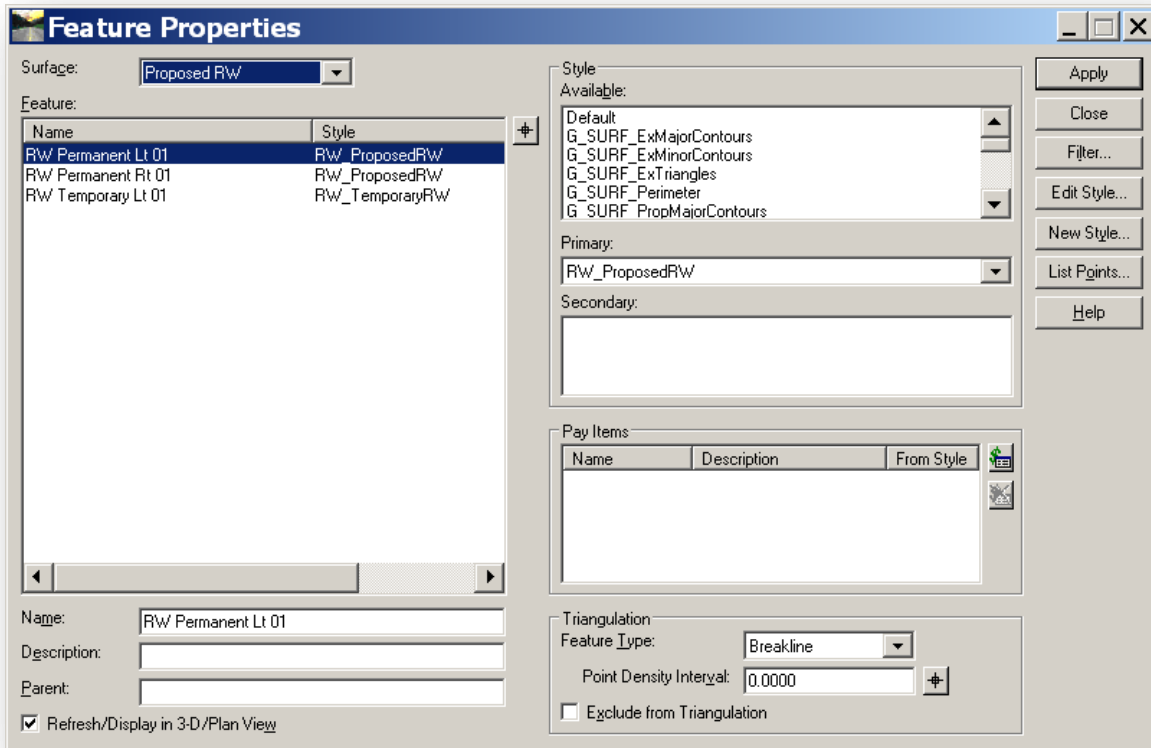 Feature Properties
Surface: Proposed RW
Feature:
Name Style
RW Permanent Lt 01 RW_ProposedRW
RW Permanent Rt 01 RW_ProposedRW
RW Temporary Lt 01 RW_TemporaryRW
Name: RW Permanent Lt 01
Description:
Parent:
Refresh/Display in 3-D/Plan View
Style
Available:
Default
G_SURF_ExMajorContours
G_SURF_ExMinorContours
G_SURF_ExTriangles
G_SURF_Perimeter
G_SURF_PropMajorContours
Primary:
RW_ProposedRW
Secondary:
Pay Items
Name Description From Style
Triangulation
Feature Type: Breakline
Point Density Interval: 0.0000
Exclude from Triangulation
Apply
Close
Filter...
Edit Style...
New Style...
List Points...
Help